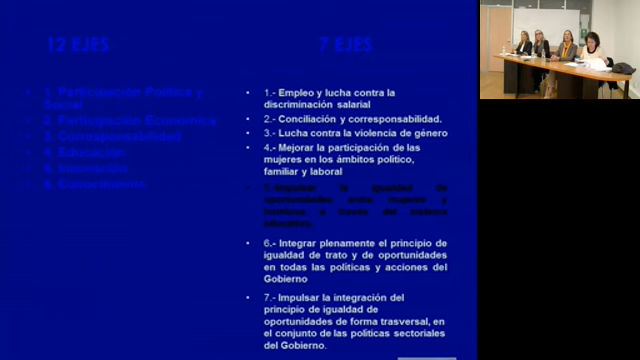 12 EJES
7 EJES
1. Participación Política y
Social
2. Participación Económica
3. Corresponsabilidad
4. Educación
5. Innovación
6. Conocimiento
1.- Empleo y lucha contra la
discriminación salarial
2.- Conciliación y corresponsabilidad.
3.- Lucha contra la violencia de género
4.- Mejorar la participación de las
mujeres en los ámbitos político,
familiar y laboral
5. Impulsar la igualdad de
oportunidades entre mujeres y
hombres a través del sistema
educativo.
6.- Integrar plenamente el principio de
igualdad de trato y de oportunidades
en todas las políticas y acciones del
Gobierno
7.- Impulsar la integración del
principio de igualdad de
oportunidades de forma trasversal, en
el conjunto de las políticas sectoriales
del Gobierno.